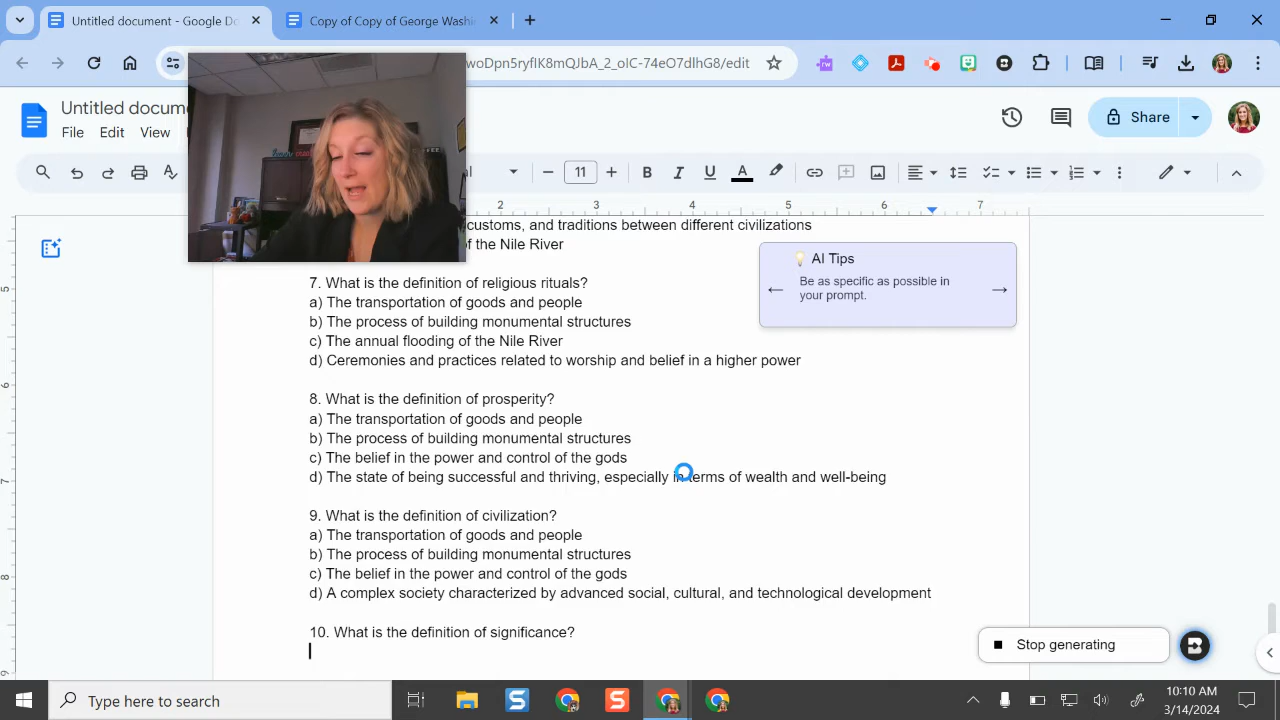 Untitled document - Google Do
Copy of Copy of George Washi
woDpn5ryfIK8mQJbA_2_oIC-74eO7dlhG8/edit
Untitled docume
File Edit View
Share
11
2 3 4 5 6 7
customs, and traditions between different civilizations
of the Nile River
AI Tips
Be as specific as possible in
your prompt.
7. What is the definition of religious rituals?
a) The transportation of goods and people
b) The process of building monumental structures
c) The annual flooding of the Nile River
d) Ceremonies and practices related to worship and belief in a higher power
8. What is the definition of prosperity?
a) The transportation of goods and people
b) The process of building monumental structures
c) The belief in the power and control of the gods
d) The state of being successful and thriving, especially in terms of wealth and well-being
9. What is the definition of civilization?
a) The transportation of goods and people
b) The process of building monumental structures
c) The belief in the power and control of the gods
d) A complex society characterized by advanced social, cultural, and technological development
10. What is the definition of significance?
Stop generating
Type here to search
10:10 AM
3/14/2024